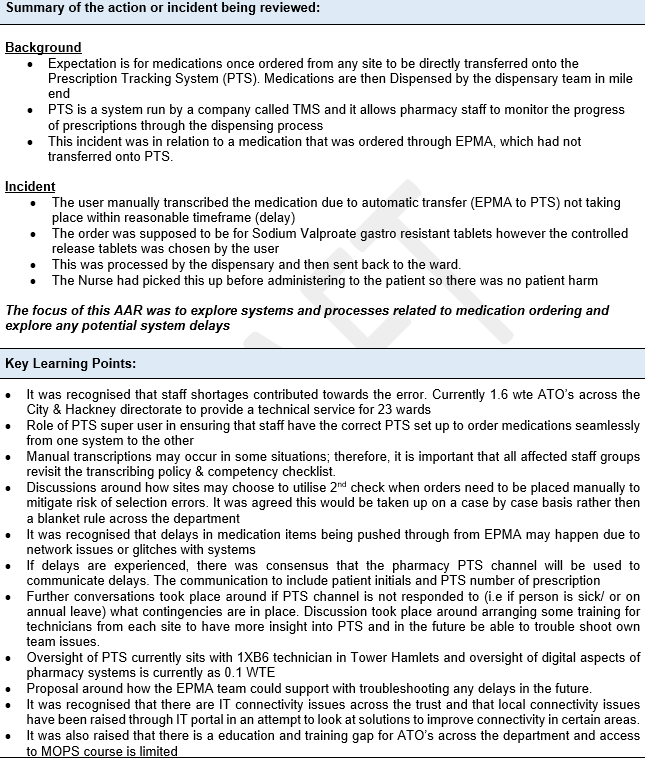 Summary of the action or incident being reviewed:
Background
• Expectation is for medications once ordered from any site to be directly transferred onto the
Prescription Tracking System (PTS). Medications are then Dispensed by the dispensary team in mile
end
• PTS is a system run by a company called TMS and it allows pharmacy staff to monitor the progress
of prescriptions through the dispensing process
• This incident was in relation to a medication that was ordered through EPMA, which had not
transferred onto PTS.
Incident
• The user manually transcribed the medication due to automatic transfer (EPMA to PTS) not taking
place within reasonable timeframe (delay)
• The order was supposed to be for Sodium Valproate gastro resistant tablets however the controlled
release tablets was chosen by the user
• This was processed by the dispensary and then sent back to the ward.
• The Nurse had picked this up before administering to the patient so there was no patient harm
The focus of this AAR was to explore systems and processes related to medication ordering and
explore any potential system delays
Key Learning Points:
• It was recognised that staff shortages contributed towards the error. Currently 1.6 wte ATO's across the
City & Hackney directorate to provide a technical service for 23 wards
• Role of PTS super user in ensuring that staff have the correct PTS set up to order medications seamlessly
from one system to the other
• Manual transcriptions may occur in some situations; therefore, it is important that all affected staff groups
revisit the transcribing policy & competency checklist.
• Discussions around how sites may choose to utilise 2nd check when orders need to be placed manually to
mitigate risk of selection errors. It was agreed this would be taken up on a case by case basis rather then
a blanket rule across the department
• It was recognised that delays in medication items being pushed through from EPMA may happen due to
network issues or glitches with systems
• If delays are experienced, there was consensus that the pharmacy PTS channel will be used to
communicate delays. The communication to include patient initials and PTS number of prescription
• Further conversations took place around if PTS channel is not responded to (i.e if person is sick/ or on
annual leave) what contingencies are in place. Discussion took place around arranging some training for
technicians from each site to have more insight into PTS and in the future be able to trouble shoot own
team issues.
• Oversight of PTS currently sits with 1XB6 technician in Tower Hamlets and oversight of digital aspects of
pharmacy systems is currently as 0.1 WTE
• Proposal around how the EPMA team could support with troubleshooting any delays in the future.
• It was recognised that there are IT connectivity issues across the trust and that local connectivity issues
have been raised through IT portal in an attempt to look at solutions to improve connectivity in certain areas.
• It was also raised that there is a education and training gap for ATO's across the department and access
to MOPS course is limited